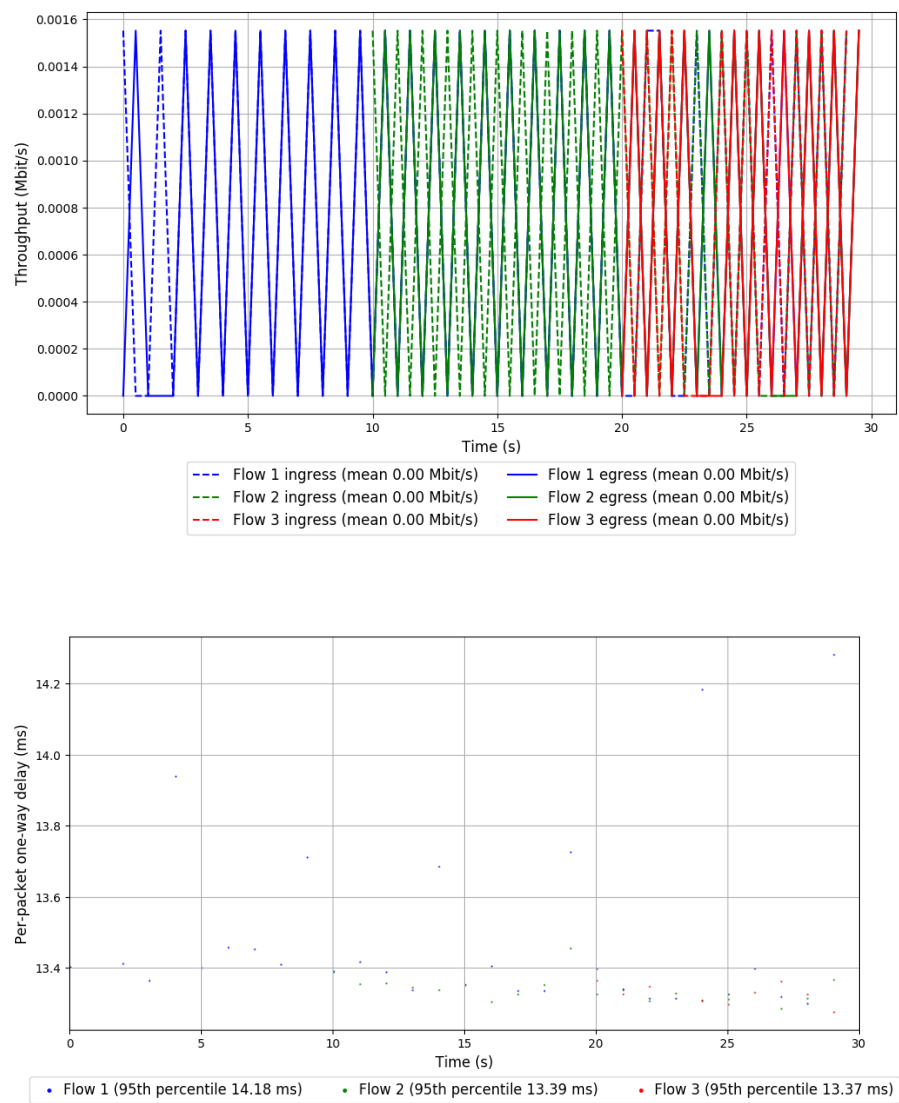 0.0016
0.0014
0.0012
0.0010
0.0008
0.0006
0.0004
0.0002
0.0000
Throughput (Mbit/s)
0 5 10 15 20 25 30
Time (s)
Flow 1 ingress (mean 0.00 Mbit/s) Flow 1 egress (mean 0.00 Mbit/s)
Flow 2 ingress (mean 0.00 Mbit/s) Flow 2 egress (mean 0.00 Mbit/s)
Flow 3 ingress (mean 0.00 Mbit/s) Flow 3 egress (mean 0.00 Mbit/s)
14.2
14.0
13.8
13.6
13.4
Per-packet one-way delay (ms)
0 5 10 15 20 25 30
Time (s)
Flow 1 (95th percentile 14.18 ms) Flow 2 (95th percentile 13.39 ms) Flow 3 (95th percentile 13.37 ms)